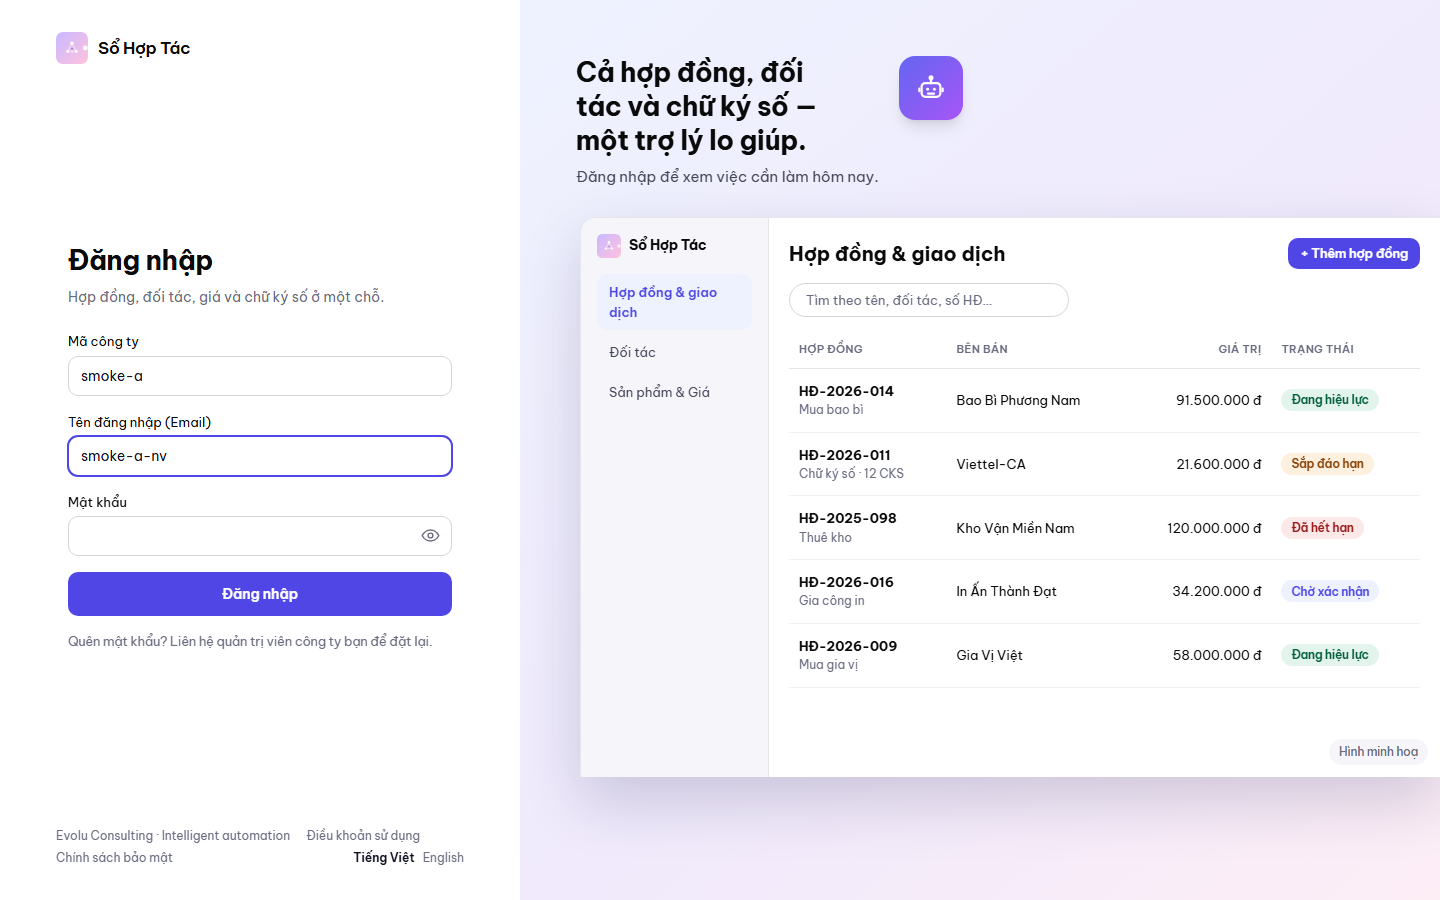 Sổ Hợp Tác
Đăng nhập
Hợp đồng, đối tác, giá và chữ ký số ở một chỗ.
Mã công ty
smoke-a
Tên đăng nhập (Email)
smoke-a-nv
Mật khẩu
Đăng nhập
Quên mật khẩu? Liên hệ quản trị viên công ty bạn để đặt lại.
Evolu Consulting · Intelligent automation Điều khoản sử dụng
Chính sách bảo mật Tiếng Việt English
Cả hợp đồng, đối
tác và chữ ký số —
một trợ lý lo giúp.
Đăng nhập để xem việc cần làm hôm nay.
Sổ Hợp Tác
Hợp đồng & giao
dịch
Đối tác
Sản phẩm & Giá
Hợp đồng & giao dịch
+ Thêm hợp đồng
Tìm theo tên, đối tác, số HĐ...
HỢP ĐỒNG BÊN BÁN GIÁ TRỊ TRẠNG THÁI
HĐ-2026-014
Mua bao bì
Bao Bì Phương Nam 91.500.000 đ Đang hiệu lực
HĐ-2026-011
Chữ ký số · 12 CKS
Viettel-CA 21.600.000 đ Sắp đáo hạn
HĐ-2025-098
Thuê kho
Kho Vận Miền Nam 120.000.000 đ Đã hết hạn
HĐ-2026-016
Gia công in
In Ấn Thành Đạt 34.200.000 đ Chờ xác nhận
HĐ-2026-009
Mua gia vị
Gia Vị Việt 58.000.000 đ Đang hiệu lực
Hình minh hoạ